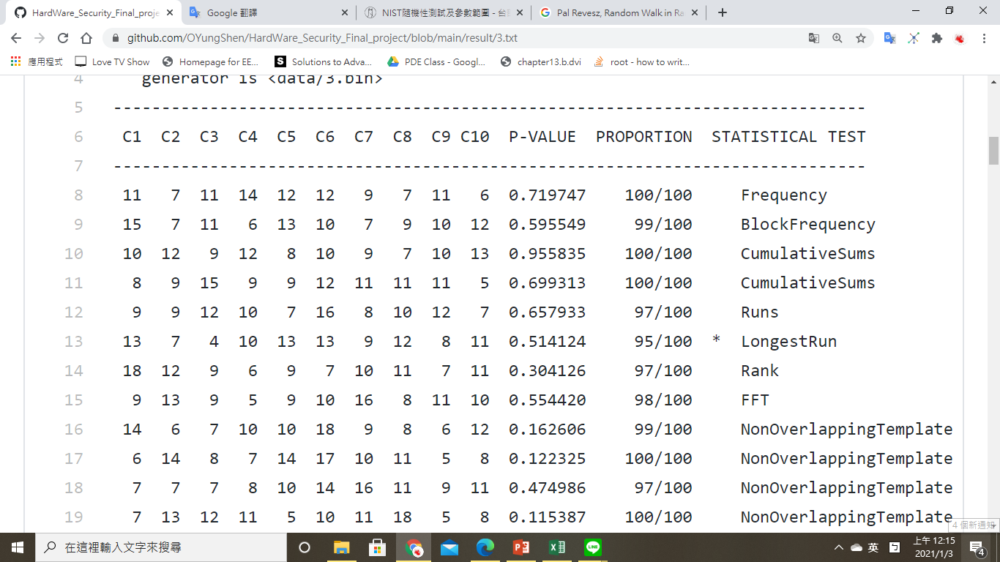 HardWare_Security_Final_proje
Google 翻譯
NIST隨機性測試及參數範圍 - 台
Pal Revesz, Random Walk in Ra
github.com/OYungShen/HardWare_Security_Final_project/blob/main/result/3.txt
應用程式 Love TV Show Homepage for EE... S Solutions to Adva... PDE Class - Googl... chapter13.b.dvi root - how to writ...
4 generator is <data/3.bin>
5 ------------------------------------------------------------------------------
6 C1 C2 C3 C4 C5 C6 C7 C8 C9 C10 P-VALUE PROPORTION STATISTICAL TEST
7 ------------------------------------------------------------------------------
8 11 7 11 14 12 12 9 7 11 6 0.719747 100/100 Frequency
9 15 7 11 6 13 10 7 9 10 12 0.595549 99/100 BlockFrequency
10 10 12 9 12 8 10 9 7 10 13 0.955835 100/100 CumulativeSums
11 8 9 15 9 9 12 11 11 11 5 0.699313 100/100 CumulativeSums
12 9 9 12 10 7 16 8 10 12 7 0.657933 97/100 Runs
13 13 7 4 10 13 13 9 12 8 11 0.514124 95/100 * LongestRun
14 18 12 9 6 9 7 10 11 7 11 0.304126 97/100 Rank
15 9 13 9 5 9 10 16 8 11 10 0.554420 98/100 FFT
16 14 6 7 10 10 18 9 8 6 12 0.162606 99/100 NonOverlappingTemplate
17 6 14 8 7 14 17 10 11 5 8 0.122325 100/100 NonOverlappingTemplate
18 7 7 7 8 10 14 16 11 9 11 0.474986 97/100 NonOverlappingTemplate
19 7 13 12 11 5 10 11 18 5 8 0.115387 100/100 NonOverlappingTemplate
4 個新通知
在這裡輸入文字來搜尋
英
上午 12:15
2021/1/3
4